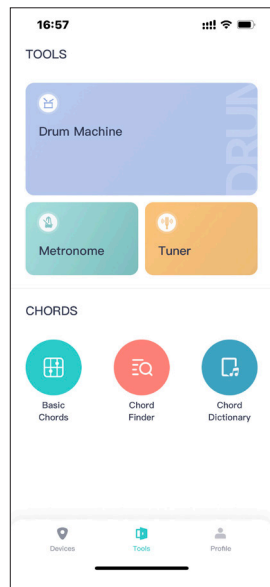 16:57
TOOLS
Drum Machine
DRUM
Metronome
Tuner
CHORDS
Basic
Chords
Chord
Finder
Chord
Dictionary
Devices
Tools
Profile